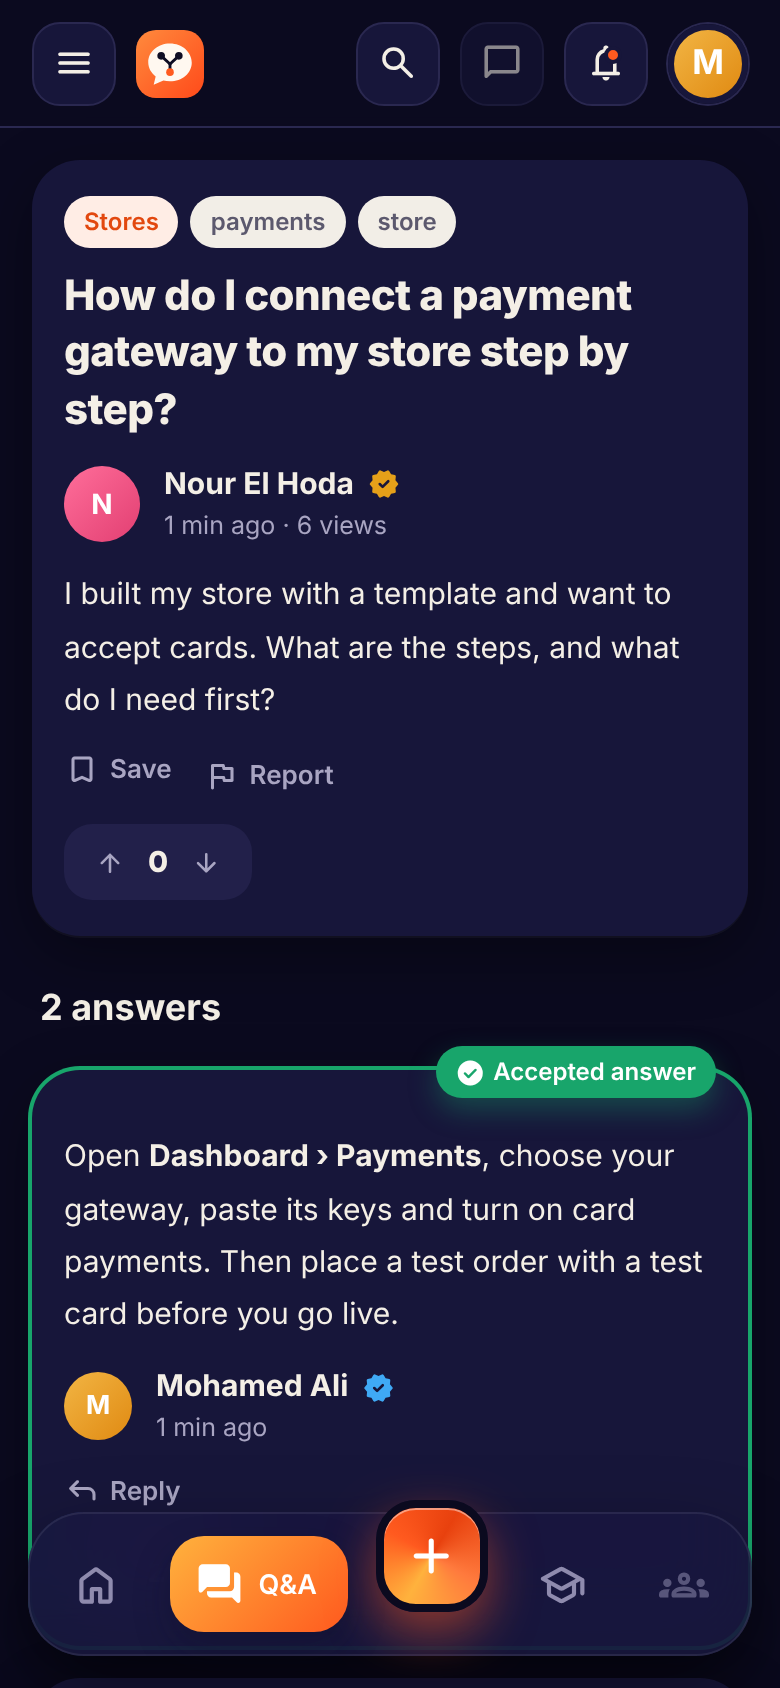 M
Stores payments store
How do I connect a payment
gateway to my store step by
step?
N
Nour El Hoda
1 min ago · 6 views
I built my store with a template and want to
accept cards. What are the steps, and what
do I need first?
Save Report
0
2 answers
Accepted answer
Open Dashboard › Payments, choose your
gateway, paste its keys and turn on card
payments. Then place a test order with a test
card before you go live.
M
Mohamed Ali
1 min ago
Reply
Q&A